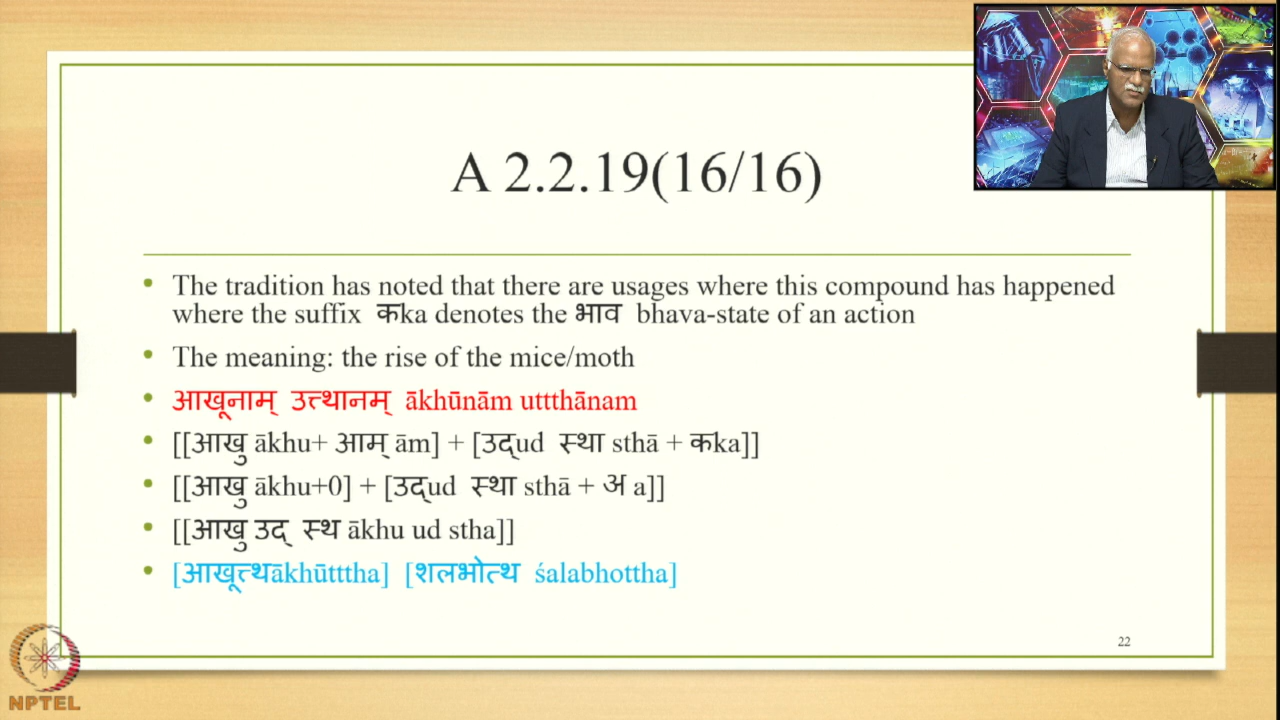 A 2.2.19(16/16)
• The tradition has noted that there are usages where this compound has happened
where the suffix कka denotes the भाव bhava-state of an action
• The meaning: the rise of the mice/moth
• आखूनाम् उत्त्थानम् ākhūnām uttthānam
• [[आखु ākhu+ आम् ām] + [उद्ud स्था sthā + कka]]
• [[आखु ākhu+0] + [उद्ud स्था sthā + अ a]]
• [[आखु उद् स्थ ākhu ud stha]]
• [आखूत्त्थākhūtttha] [शलभोत्थ śalabhottha]
22
NPTEL